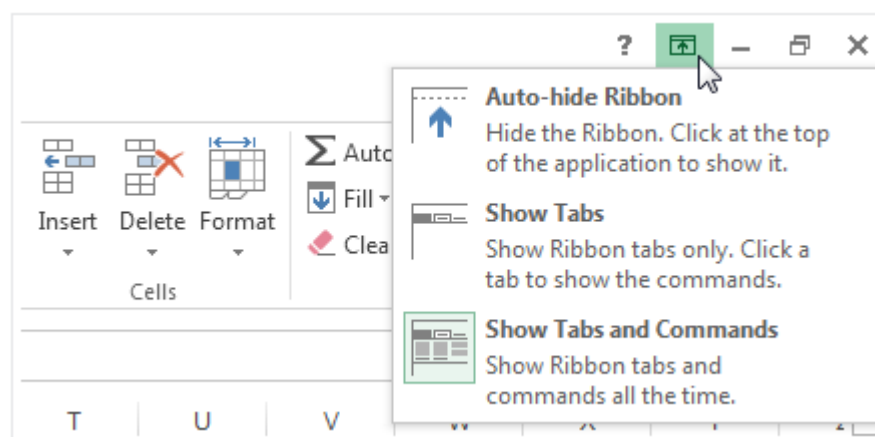 ?
Auto-hide Ribbon
Hide the Ribbon. Click at the top
of the application to show it.
Show Tabs
Show Ribbon tabs only. Click a
tab to show the commands.
Show Tabs and Commands
Show Ribbon tabs and
commands all the time.
Σ Auto
Fill
Clea
Insert Delete Format
Cells
T U V